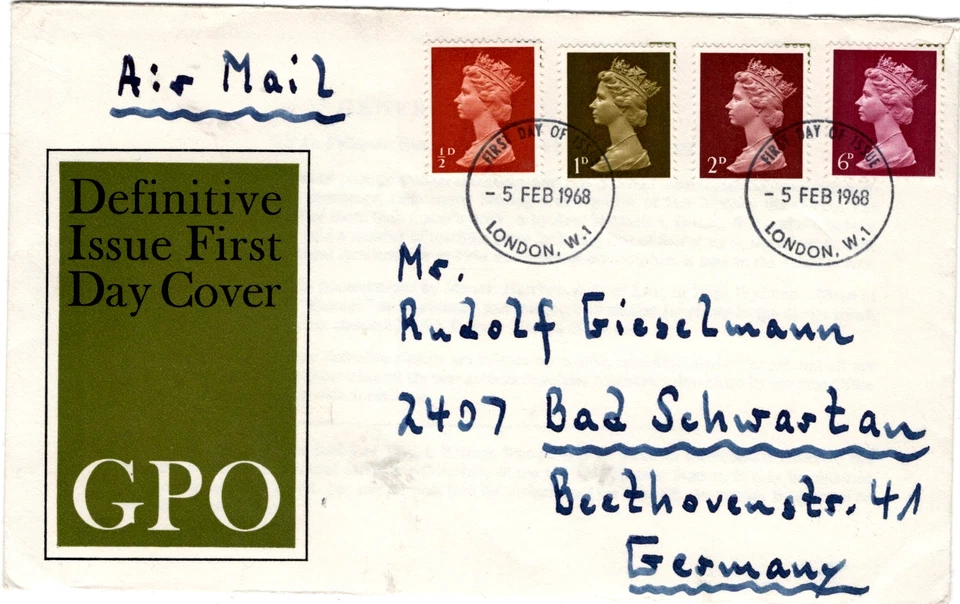 Air Mail
½D
1D
2D
6D
FIRST DAY OF ISSUE
- 5 FEB 1968
LONDON. W.1
FIRST DAY OF ISSUE
- 5 FEB 1968
LONDON. W.1
Definitive
Issue First
Day Cover
GPO
Mr.
Rudolf Gieselmann
2407 Bad Schwartan
Beethovenstr. 41
Germany